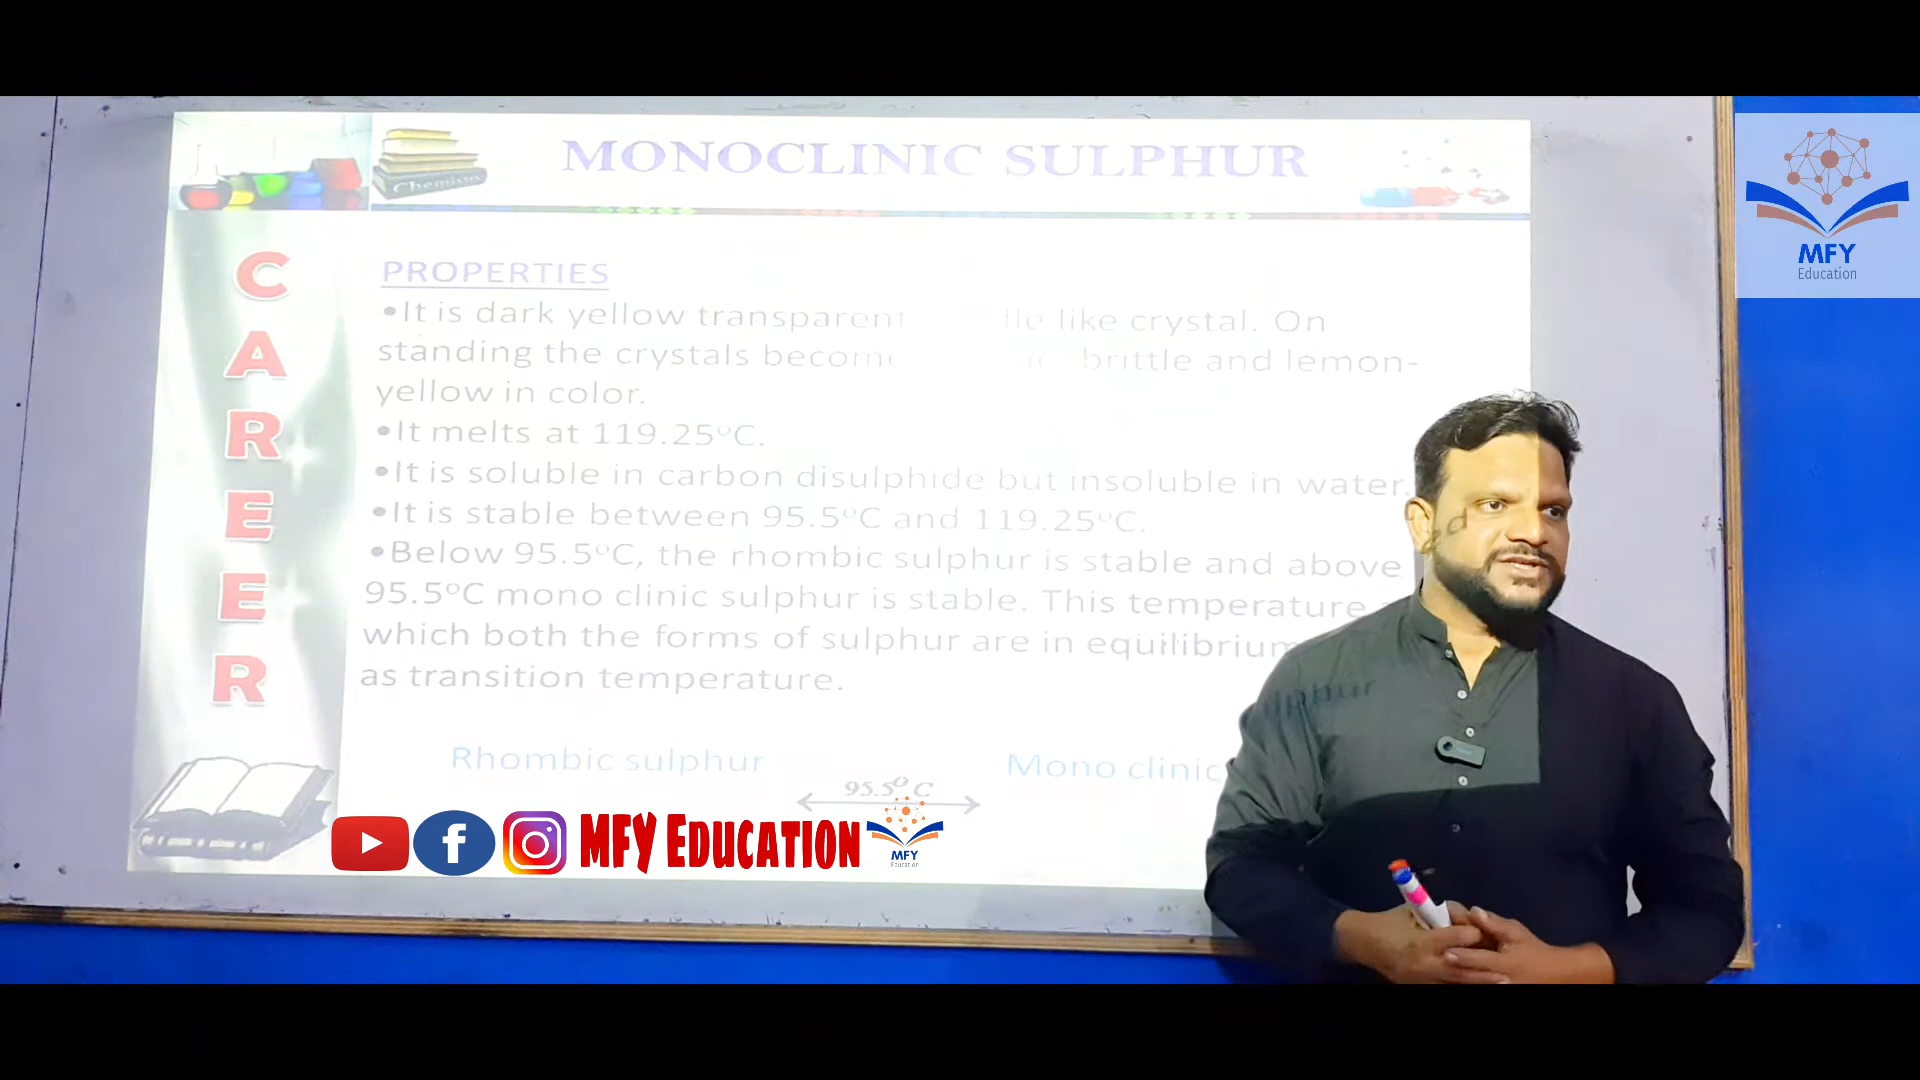 MONOCLINIC SULPHUR
Chemistry
MFY
Education
CAREER
PROPERTIES
•It is dark yellow transparent like crystal. On
standing the crystals become brittle and lemon-
yellow in color.
•It melts at 119.25°C.
•It is soluble in carbon disulphide but insoluble in water.
•It is stable between 95.5°C and 119.25°C.
•Below 95.5°C, the rhombic sulphur is stable and above
95.5°C mono clinic sulphur is stable. This temperature
which both the forms of sulphur are in equilibrium
as transition temperature.
Rhombic sulphur Mono clinic sulphur
95.5° C
MFY EDUCATION
MFY
Education